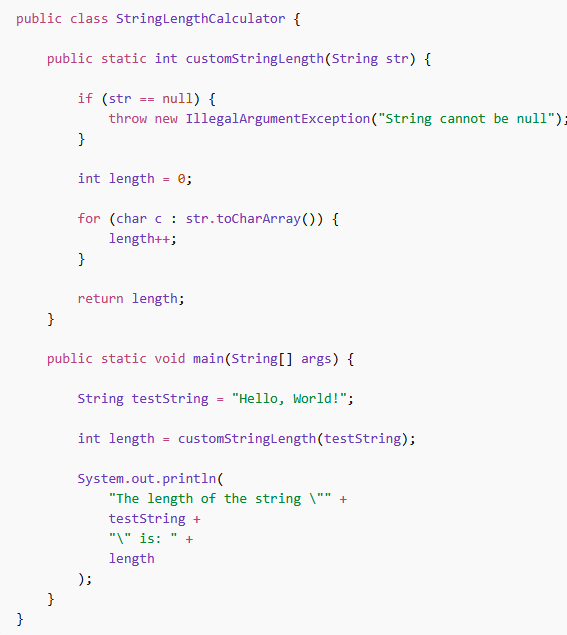 public class StringLengthCalculator {
public static int customStringLength(String str) {
if (str == null) {
throw new IllegalArgumentException("String cannot be null");
}
int length = 0;
for (char c : str.toCharArray()) {
length++;
}
return length;
}
public static void main(String[] args) {
String testString = "Hello, World!";
int length = customStringLength(testString);
System.out.println(
"The length of the string \"" +
testString +
"\" is: " +
length
);
}
}